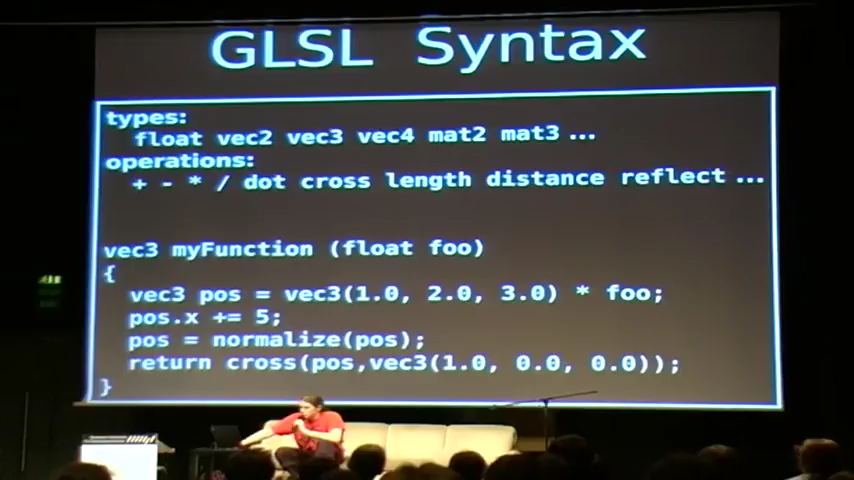 GLSL Syntax
types:
float vec2 vec3 vec4 mat2 mat3 ...
operations:
+ - * / dot cross length distance reflect ...
vec3 myFunction (float foo)
{
vec3 pos = vec3(1.0, 2.0, 3.0) * foo;
pos.x += 5;
pos = normalize(pos);
return cross(pos,vec3(1.0, 0.0, 0.0));
}